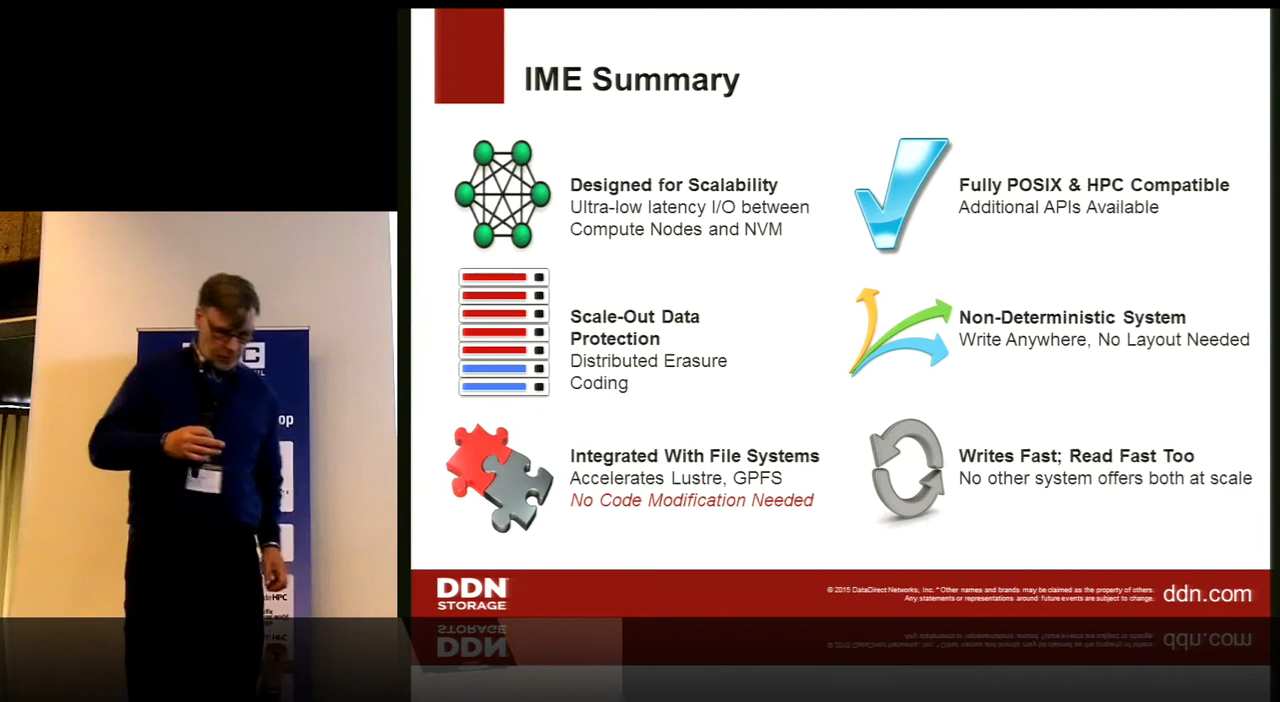 IME Summary
Designed for Scalability
Ultra-low latency I/O between
Compute Nodes and NVM
Fully POSIX & HPC Compatible
Additional APIs Available
Scale-Out Data
Protection
Distributed Erasure
Coding
Non-Deterministic System
Write Anywhere, No Layout Needed
Integrated With File Systems
Accelerates Lustre, GPFS
No Code Modification Needed
Writes Fast; Read Fast Too
No other system offers both at scale
DDN
STORAGE
© 2015 DataDirect Networks, Inc. * Other names and brands may be claimed as the property of others.
Any statements or representations around future events are subject to change.
ddn.com